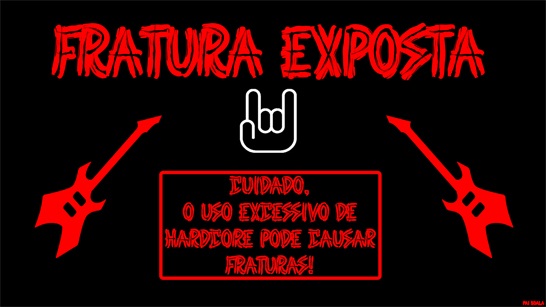 FRATURA EXPOSTA
CUIDADO,
O USO EXCESSIVO DE
HARDCORE PODE CAUSAR
FRATURAS!